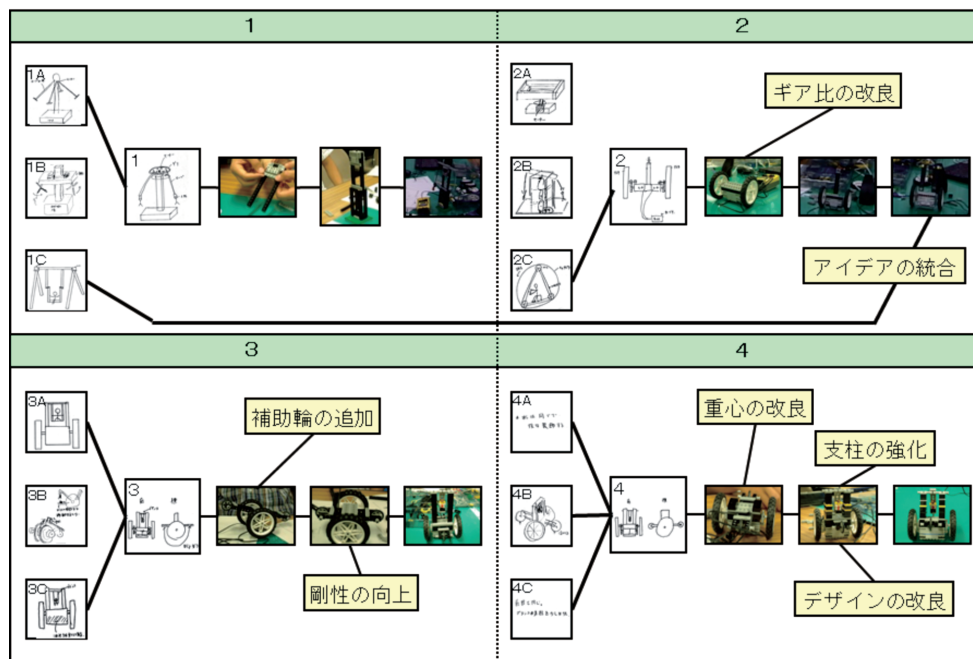 1
2
1A
1B
1C
1
2A
2B
2C
2
ギア比の改良
アイデアの統合
3
4
3A
3B
3C
3
補助輪の追加
剛性の向上
4A
4B
4C
4
重心の改良
支柱の強化
デザインの改良